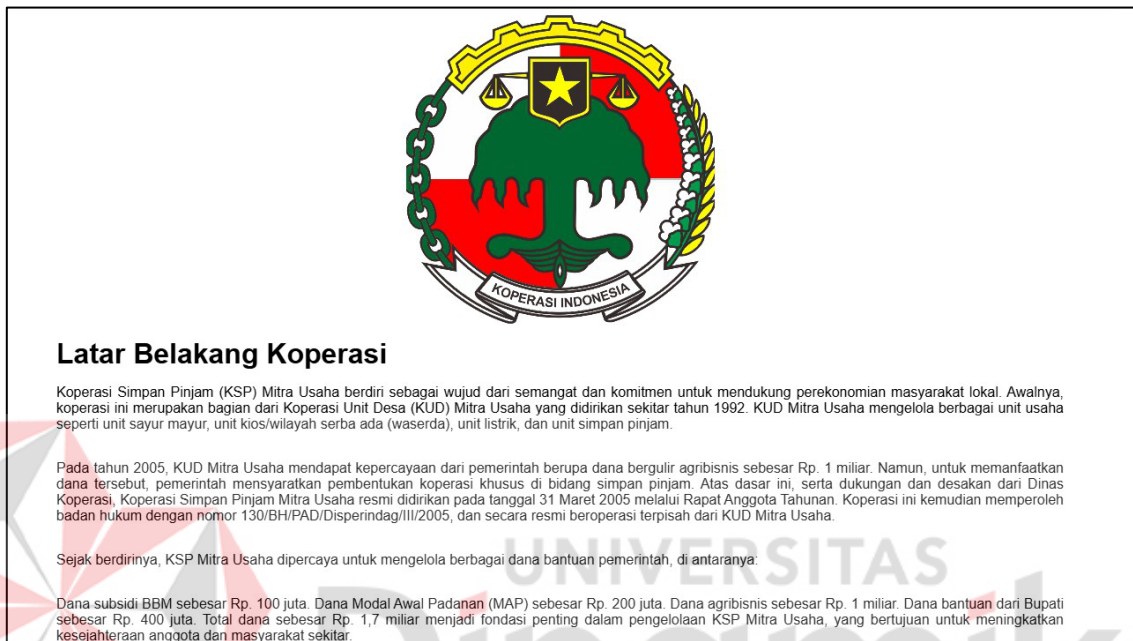 KOPERASI INDONESIA
Latar Belakang Koperasi
Koperasi Simpan Pinjam (KSP) Mitra Usaha berdiri sebagai wujud dari semangat dan komitmen untuk mendukung perekonomian masyarakat lokal. Awalnya,
koperasi ini merupakan bagian dari Koperasi Unit Desa (KUD) Mitra Usaha yang didirikan sekitar tahun 1992. KUD Mitra Usaha mengelola berbagai unit usaha
seperti unit sayur mayur, unit kios/wilayah serba ada (waserda), unit listrik, dan unit simpan pinjam.
Pada tahun 2005, KUD Mitra Usaha mendapat kepercayaan dari pemerintah berupa dana bergulir agribisnis sebesar Rp. 1 miliar. Namun, untuk memanfaatkan
dana tersebut, pemerintah mensyaratkan pembentukan koperasi khusus di bidang simpan pinjam. Atas dasar ini, serta dukungan dan desakan dari Dinas
Koperasi, Koperasi Simpan Pinjam Mitra Usaha resmi didirikan pada tanggal 31 Maret 2005 melalui Rapat Anggota Tahunan. Koperasi ini kemudian memperoleh
badan hukum dengan nomor 130/BH/PAD/Disperindag/III/2005, dan secara resmi beroperasi terpisah dari KUD Mitra Usaha.
Sejak berdirinya, KSP Mitra Usaha dipercaya untuk mengelola berbagai dana bantuan pemerintah, di antaranya:
UNIVERSITAS
Dana subsidi BBM sebesar Rp. 100 juta. Dana Modal Awal Padanan (MAP) sebesar Rp. 200 juta. Dana agribisnis sebesar Rp. 1 miliar. Dana bantuan dari Bupati
sebesar Rp. 400 juta. Total dana sebesar Rp. 1,7 miliar menjadi fondasi penting dalam pengelolaan KSP Mitra Usaha, yang bertujuan untuk meningkatkan
kesejahteraan anggota dan masyarakat sekitar.